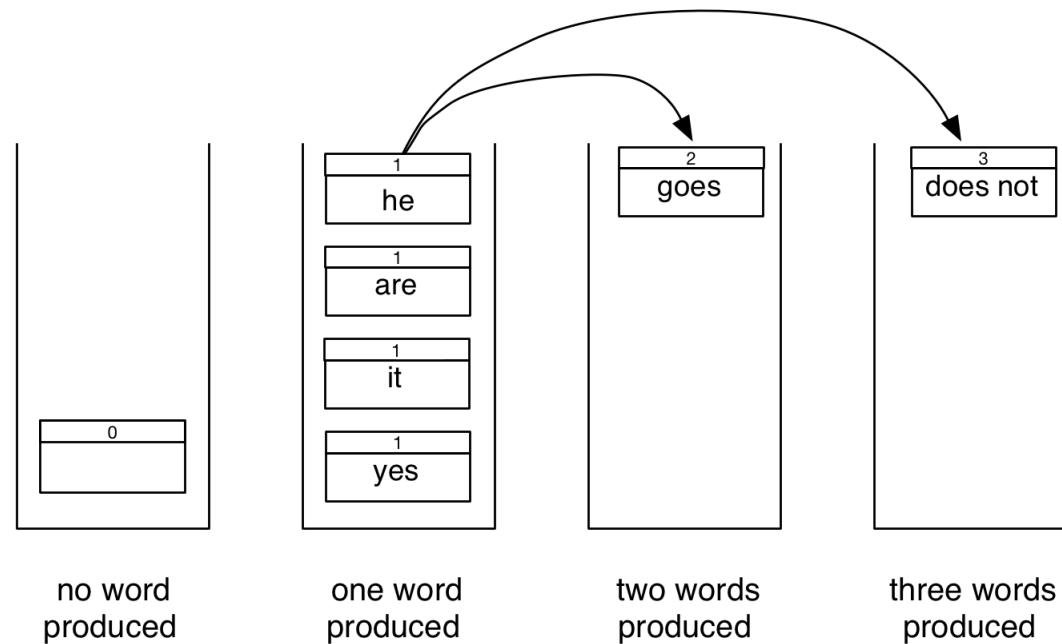 1
he
1
are
1
it
1
yes
0
2
goes
3
does not
no word
produced
one word
produced
two words
produced
three words
produced